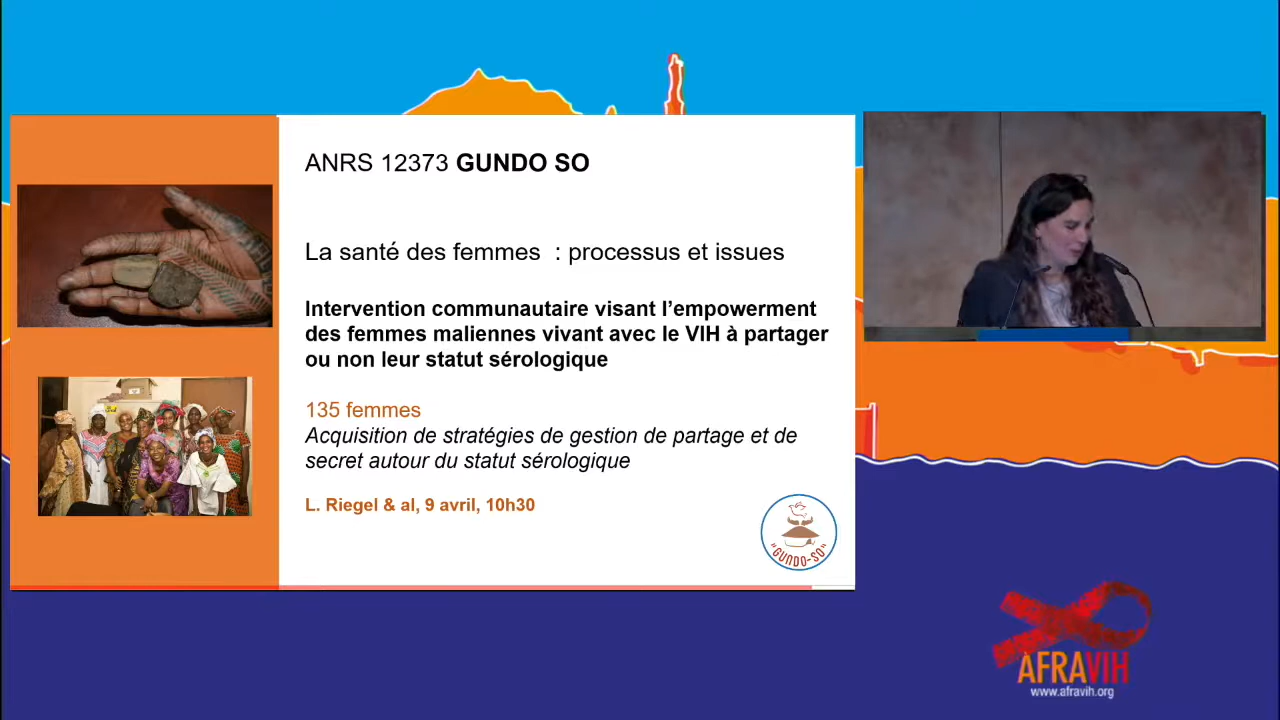 ANRS 12373 GUNDO SO
La santé des femmes : processus et issues
Intervention communautaire visant l’empowerment
des femmes maliennes vivant avec le VIH à partager
ou non leur statut sérologique
135 femmes
Acquisition de stratégies de gestion de partage et de
secret autour du statut sérologique
L. Riegel & al, 9 avril, 10h30
"GUNDO-SO"
AFRAVIH
www.afravih.org